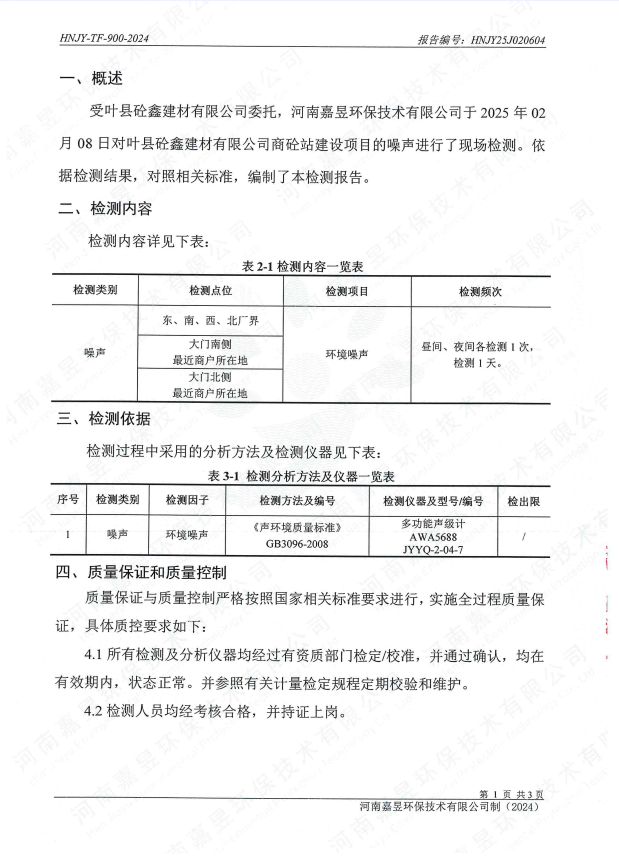 HNJY-TF-900-2024
报告编号：HNJY25J020604
一、概述
受叶县砼鑫建材有限公司委托，河南嘉昱环保技术有限公司于 2025 年 02
月 08 日对叶县砼鑫建材有限公司商砼站建设项目的噪声进行了现场检测。依
据检测结果，对照相关标准，编制了本检测报告。
二、检测内容
检测内容详见下表：
表 2-1 检测内容一览表
检测类别 检测点位 检测项目 检测频次
噪声
东、南、西、北厂界
大门南侧
最近商户所在地
大门北侧
最近商户所在地
环境噪声
昼间、夜间各检测 1 次，
检测 1 天。
三、检测依据
检测过程中采用的分析方法及检测仪器见下表：
表 3-1 检测分析方法及仪器一览表
序号 检测类别 检测因子 检测方法及编号 检测仪器及型号/编号 检出限
1 噪声 环境噪声
《声环境质量标准》
GB3096-2008
多功能声级计
AWA5688
JYYQ-2-04-7
/
四、质量保证和质量控制
质量保证与质量控制严格按照国家相关标准要求进行，实施全过程质量保
证，具体质控要求如下：
4.1 所有检测及分析仪器均经过有资质部门检定/校准，并通过确认，均在
有效期内，状态正常。并参照有关计量检定规程定期校验和维护。
4.2 检测人员均经考核合格，并持证上岗。
第 1 页 共 3 页
河南嘉昱环保技术有限公司制（2024）